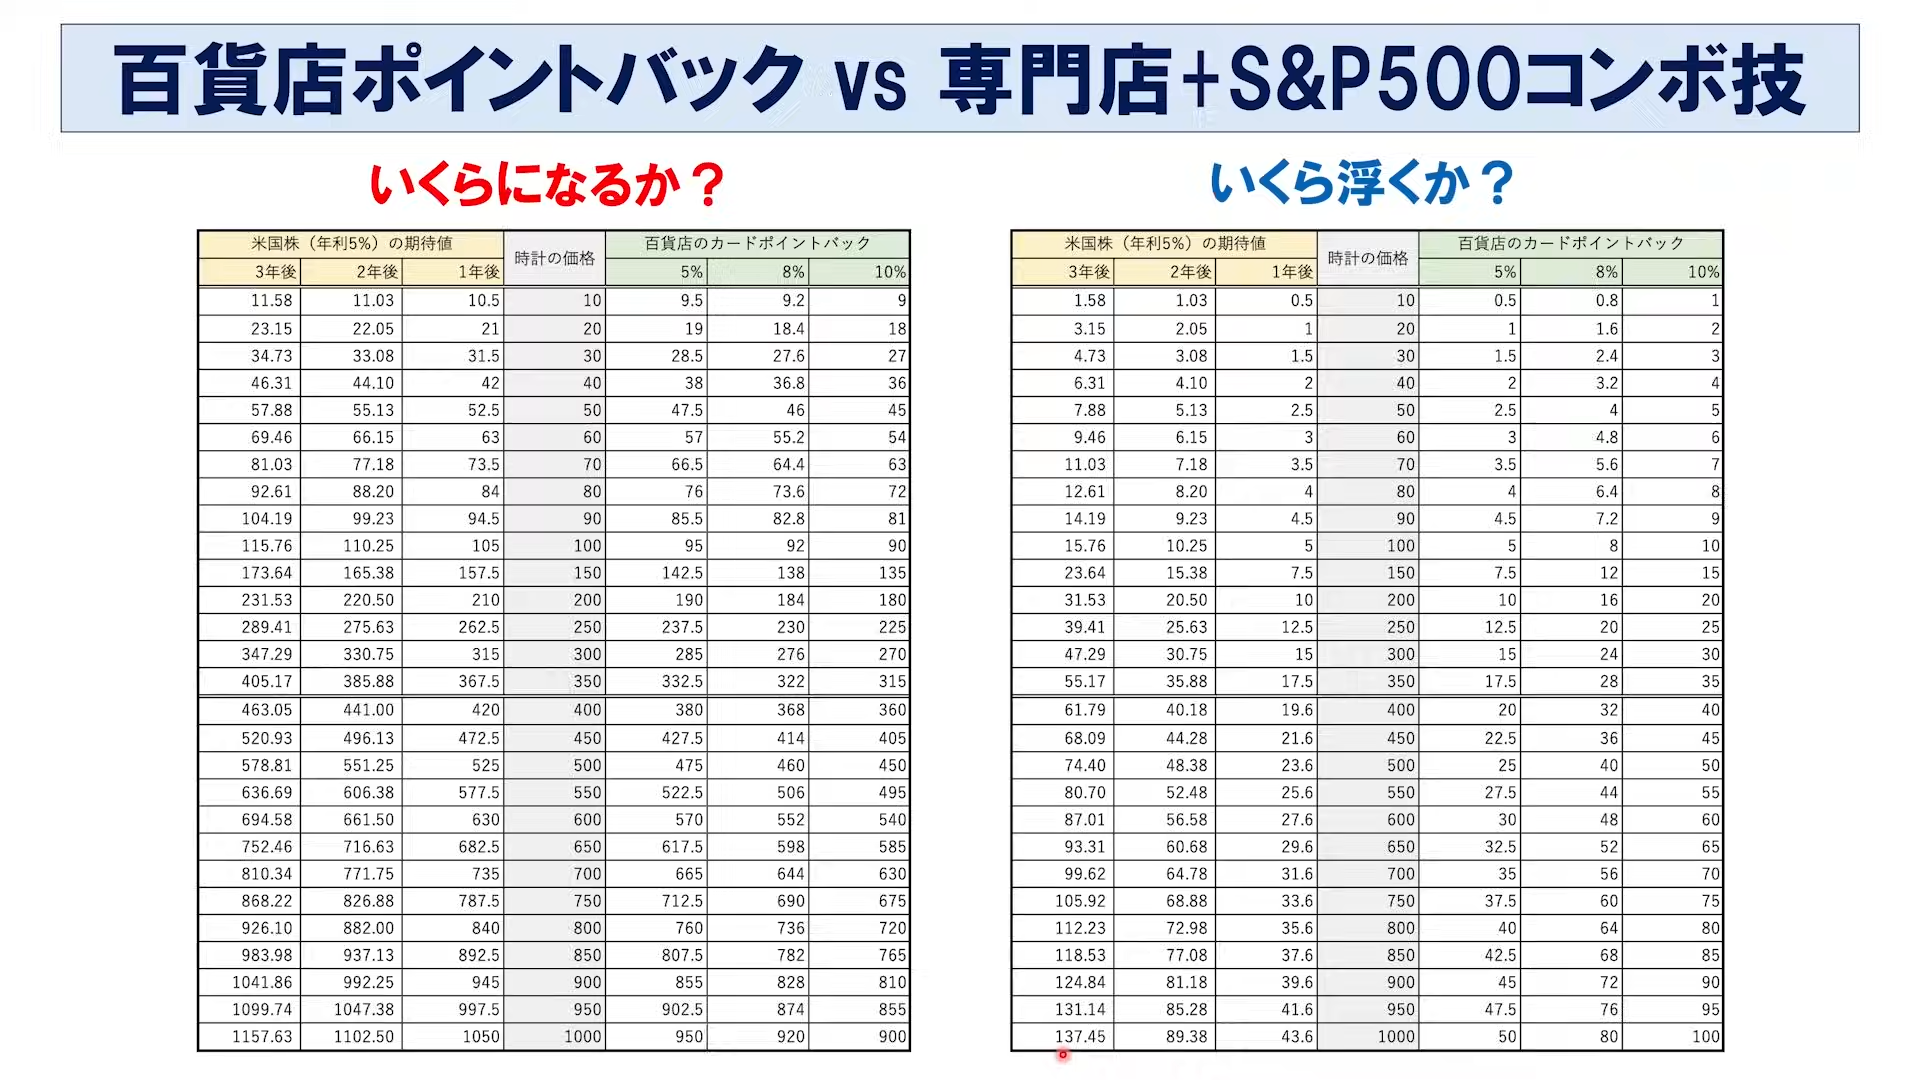 百貨店ポイントバック vs 専門店+S&P500コンボ技
いくらになるか？
米国株（年利5%）の期待値 時計の価格 百貨店のカードポイントバック
3年後 2年後 1年後 5% 8% 10%
11.58 11.03 10.5 10 9.5 9.2 9
23.15 22.05 21 20 19 18.4 18
34.73 33.08 31.5 30 28.5 27.6 27
46.31 44.10 42 40 38 36.8 36
57.88 55.13 52.5 50 47.5 46 45
69.46 66.15 63 60 57 55.2 54
81.03 77.18 73.5 70 66.5 64.4 63
92.61 88.20 84 80 76 73.6 72
104.19 99.23 94.5 90 85.5 82.8 81
115.76 110.25 105 100 95 92 90
173.64 165.38 157.5 150 142.5 138 135
231.53 220.50 210 200 190 184 180
289.41 275.63 262.5 250 237.5 230 225
347.29 330.75 315 300 285 276 270
405.17 385.88 367.5 350 332.5 322 315
463.05 441.00 420 400 380 368 360
520.93 496.13 472.5 450 427.5 414 405
578.81 551.25 525 500 475 460 450
636.69 606.38 577.5 550 522.5 506 495
694.58 661.50 630 600 570 552 540
752.46 716.63 682.5 650 617.5 598 585
810.34 771.75 735 700 665 644 630
868.22 826.88 787.5 750 712.5 690 675
926.10 882.00 840 800 760 736 720
983.98 937.13 892.5 850 807.5 782 765
1041.86 992.25 945 900 855 828 810
1099.74 1047.38 997.5 950 902.5 874 855
1157.63 1102.50 1050 1000 950 920 900
いくら浮くか？
米国株（年利5%）の期待値 時計の価格 百貨店のカードポイントバック
3年後 2年後 1年後 5% 8% 10%
1.58 1.03 0.5 10 0.5 0.8 1
3.15 2.05 1 20 1 1.6 2
4.73 3.08 1.5 30 1.5 2.4 3
6.31 4.10 2 40 2 3.2 4
7.88 5.13 2.5 50 2.5 4 5
9.46 6.15 3 60 3 4.8 6
11.03 7.18 3.5 70 3.5 5.6 7
12.61 8.20 4 80 4 6.4 8
14.19 9.23 4.5 90 4.5 7.2 9
15.76 10.25 5 100 5 8 10
23.64 15.38 7.5 150 7.5 12 15
31.53 20.50 10 200 10 16 20
39.41 25.63 12.5 250 12.5 20 25
47.29 30.75 15 300 15 24 30
55.17 35.88 17.5 350 17.5 28 35
61.79 40.18 19.6 400 20 32 40
68.09 44.28 21.6 450 22.5 36 45
74.40 48.38 23.6 500 25 40 50
80.70 52.48 25.6 550 27.5 44 55
87.01 56.58 27.6 600 30 48 60
93.31 60.68 29.6 650 32.5 52 65
99.62 64.78 31.6 700 35 56 70
105.92 68.88 33.6 750 37.5 60 75
112.23 72.98 35.6 800 40 64 80
118.53 77.08 37.6 850 42.5 68 85
124.84 81.18 39.6 900 45 72 90
131.14 85.28 41.6 950 47.5 76 95
137.45 89.38 43.6 1000 50 80 100